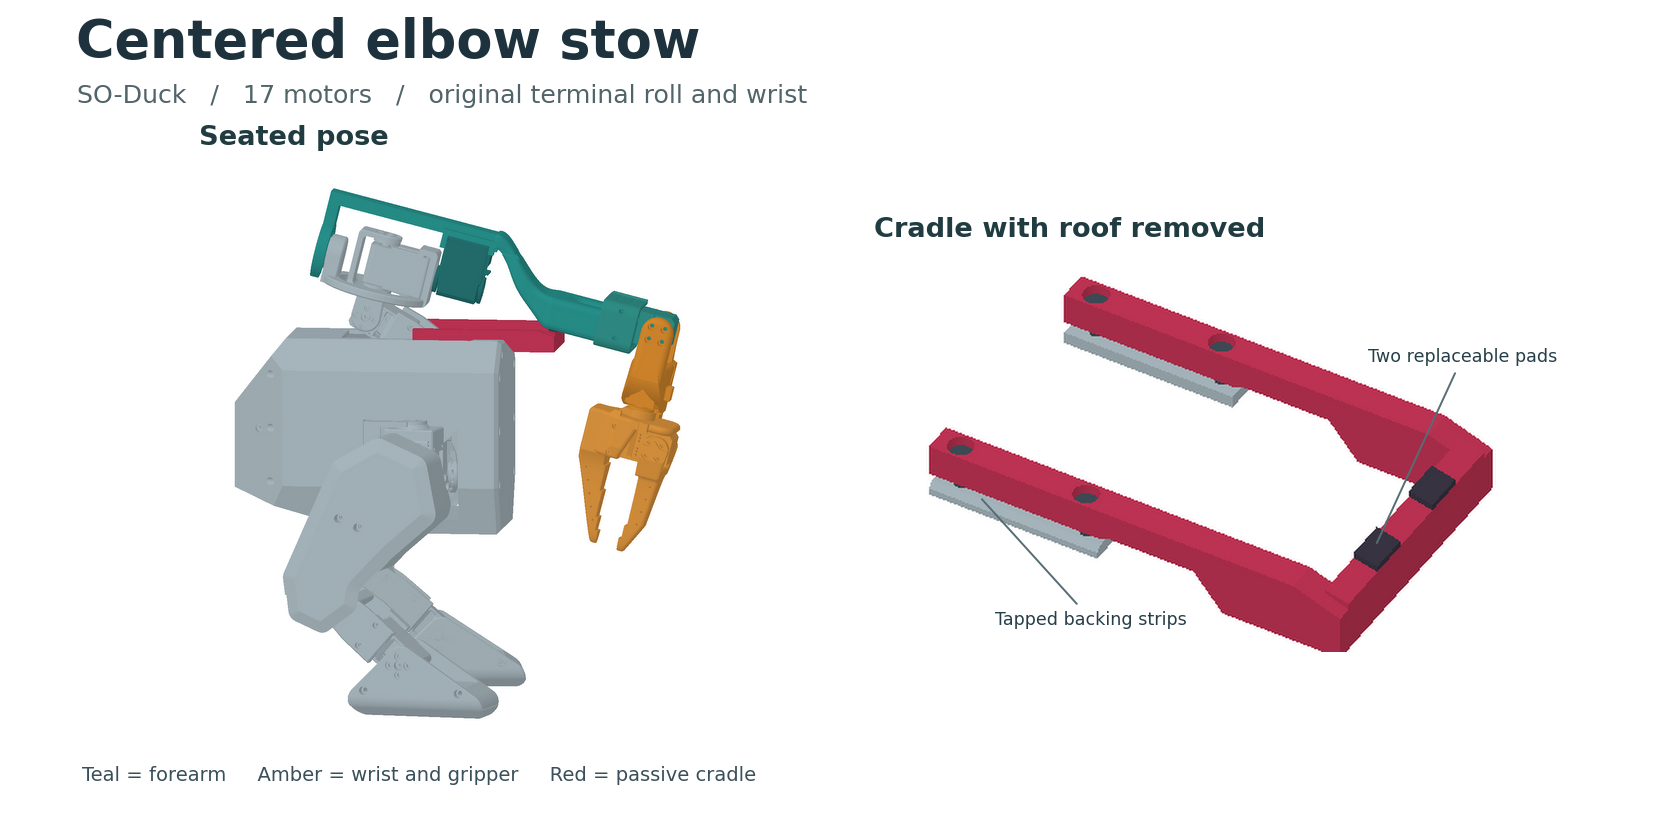 Centered elbow stow
SO-Duck / 17 motors / original terminal roll and wrist
Seated pose
Cradle with roof removed
Two replaceable pads
Tapped backing strips
Teal = forearm Amber = wrist and gripper Red = passive cradle